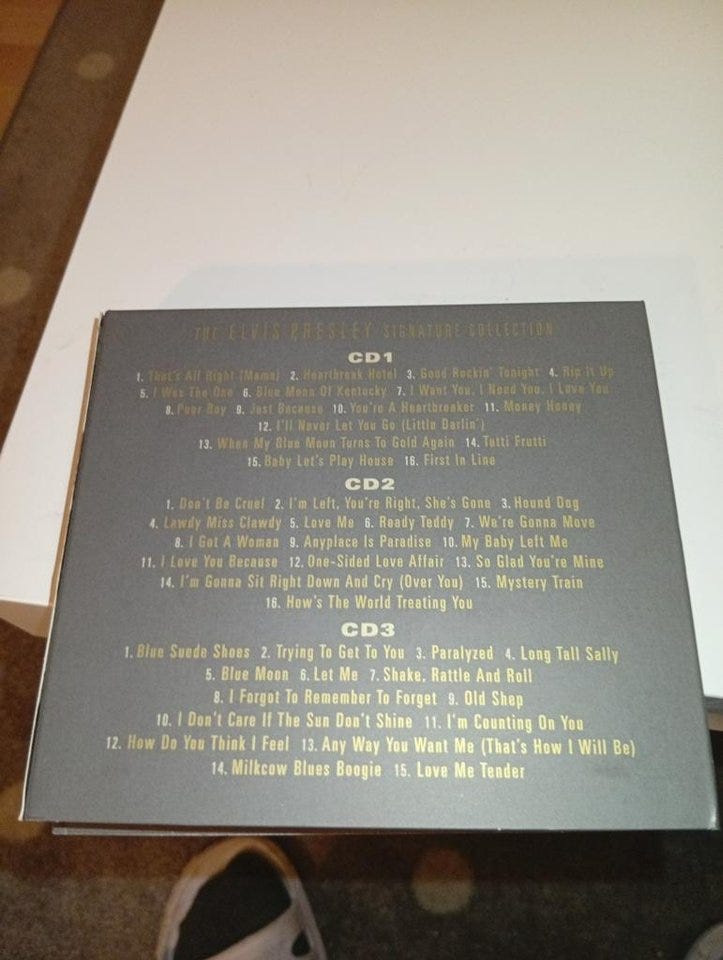 THE ELVIS PRESLEY SIGNATURE COLLECTION
CD1
1. That's All Right (Mama) 2. Heartbreak Hotel 3. Good Rockin' Tonight 4. Rip It Up
5. I Was The One 6. Blue Moon Of Kentucky 7. I Want You, I Need You, I Love You
8. Poor Boy 9. Just Because 10. You're A Heartbreaker 11. Money Honey
12. I'll Never Let You Go (Little Darlin')
13. When My Blue Moon Turns To Gold Again 14. Tutti Frutti
15. Baby Let's Play House 16. First In Line
CD2
1. Don't Be Cruel 2. I'm Left, You're Right, She's Gone 3. Hound Dog
4. Lawdy Miss Clawdy 5. Love Me 6. Ready Teddy 7. We're Gonna Move
8. I Got A Woman 9. Anyplace Is Paradise 10. My Baby Left Me
11. I Love You Because 12. One-Sided Love Affair 13. So Glad You're Mine
14. I'm Gonna Sit Right Down And Cry (Over You) 15. Mystery Train
16. How's The World Treating You
CD3
1. Blue Suede Shoes 2. Trying To Get To You 3. Paralyzed 4. Long Tall Sally
5. Blue Moon 6. Let Me 7. Shake, Rattle And Roll
8. I Forgot To Remember To Forget 9. Old Shep
10. I Don't Care If The Sun Don't Shine 11. I'm Counting On You
12. How Do You Think I Feel 13. Any Way You Want Me (That's How I Will Be)
14. Milkcow Blues Boogie 15. Love Me Tender